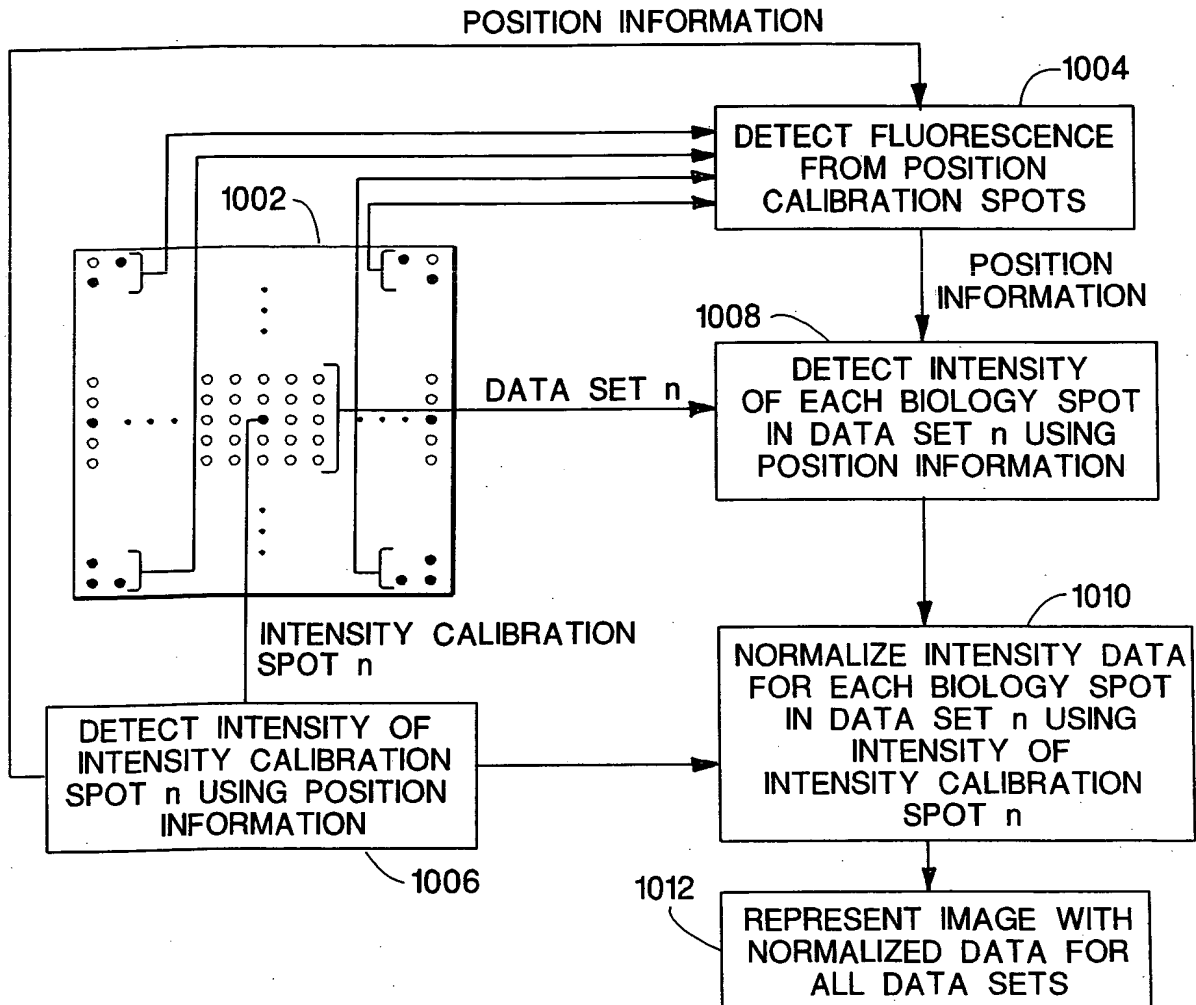 POSITION INFORMATION
1004
DETECT FLUORESCENCE
FROM POSITION
CALIBRATION SPOTS
1002
POSITION
INFORMATION
1008
DETECT INTENSITY
OF EACH BIOLOGY SPOT
IN DATA SET n USING
POSITION INFORMATION
DATA SET n
INTENSITY CALIBRATION
SPOT n
1010
NORMALIZE INTENSITY DATA
FOR EACH BIOLOGY SPOT
IN DATA SET n USING
INTENSITY OF
INTENSITY CALIBRATION
SPOT n
DETECT INTENSITY OF
INTENSITY CALIBRATION
SPOT n USING POSITION
INFORMATION
1006
1012
REPRESENT IMAGE WITH
NORMALIZED DATA FOR
ALL DATA SETS